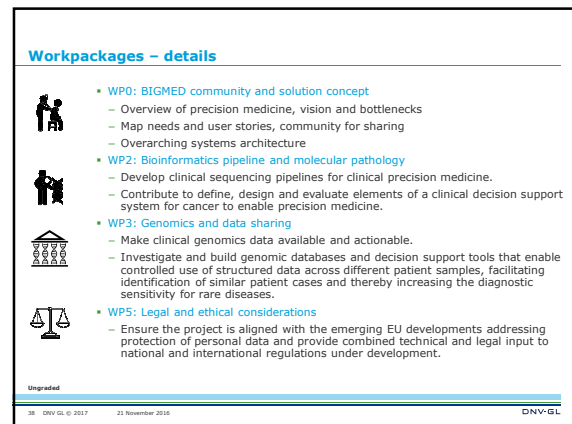 Workpackages – details
▪ WP0: BIGMED community and solution concept
– Overview of precision medicine, vision and bottlenecks
– Map needs and user stories, community for sharing
– Overarching systems architecture
▪ WP2: Bioinformatics pipeline and molecular pathology
– Develop clinical sequencing pipelines for clinical precision medicine.
– Contribute to define, design and evaluate elements of a clinical decision support
system for cancer to enable precision medicine.
▪ WP3: Genomics and data sharing
– Make clinical genomics data available and actionable.
– Investigate and build genomic databases and decision support tools that enable
controlled use of structured data across different patient samples, facilitating
identification of similar patient cases and thereby increasing the diagnostic
sensitivity for rare diseases.
▪ WP5: Legal and ethical considerations
– Ensure the project is aligned with the emerging EU developments addressing
protection of personal data and provide combined technical and legal input to
national and international regulations under development.
Ungraded
38 DNV GL © 2017 21 November 2016 DNV·GL